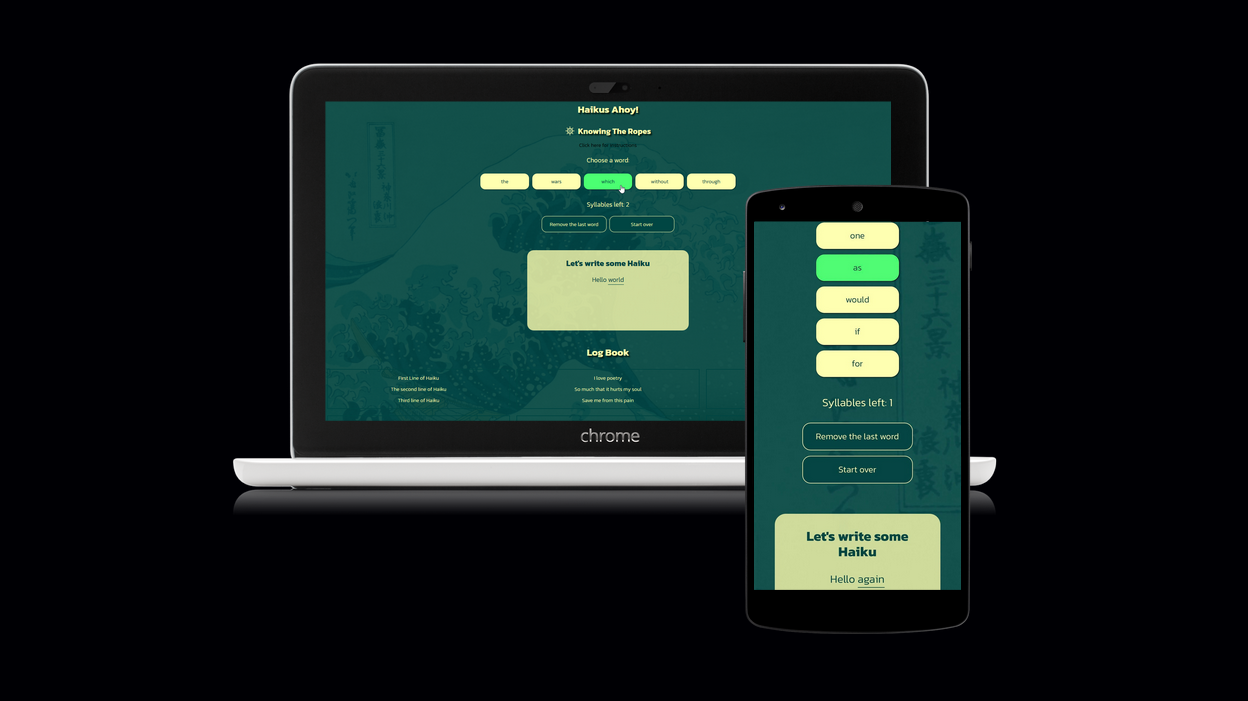 Haikus Ahoy!
Knowing The Ropes
Click here for instructions
Choose a word:
the
wars
which
without
through
Syllables left: 2
Remove the last word
Start over
Let's write some Haiku
Hello world
Log Book
First Line of Haiku
The second line of Haiku
Third line of Haiku
I love poetry
So much that it hurts my soul
Save me from this pain
chrome
one
as
would
if
for
Syllables left: 1
Remove the last word
Start over
Let's write some
Haiku
Hello again